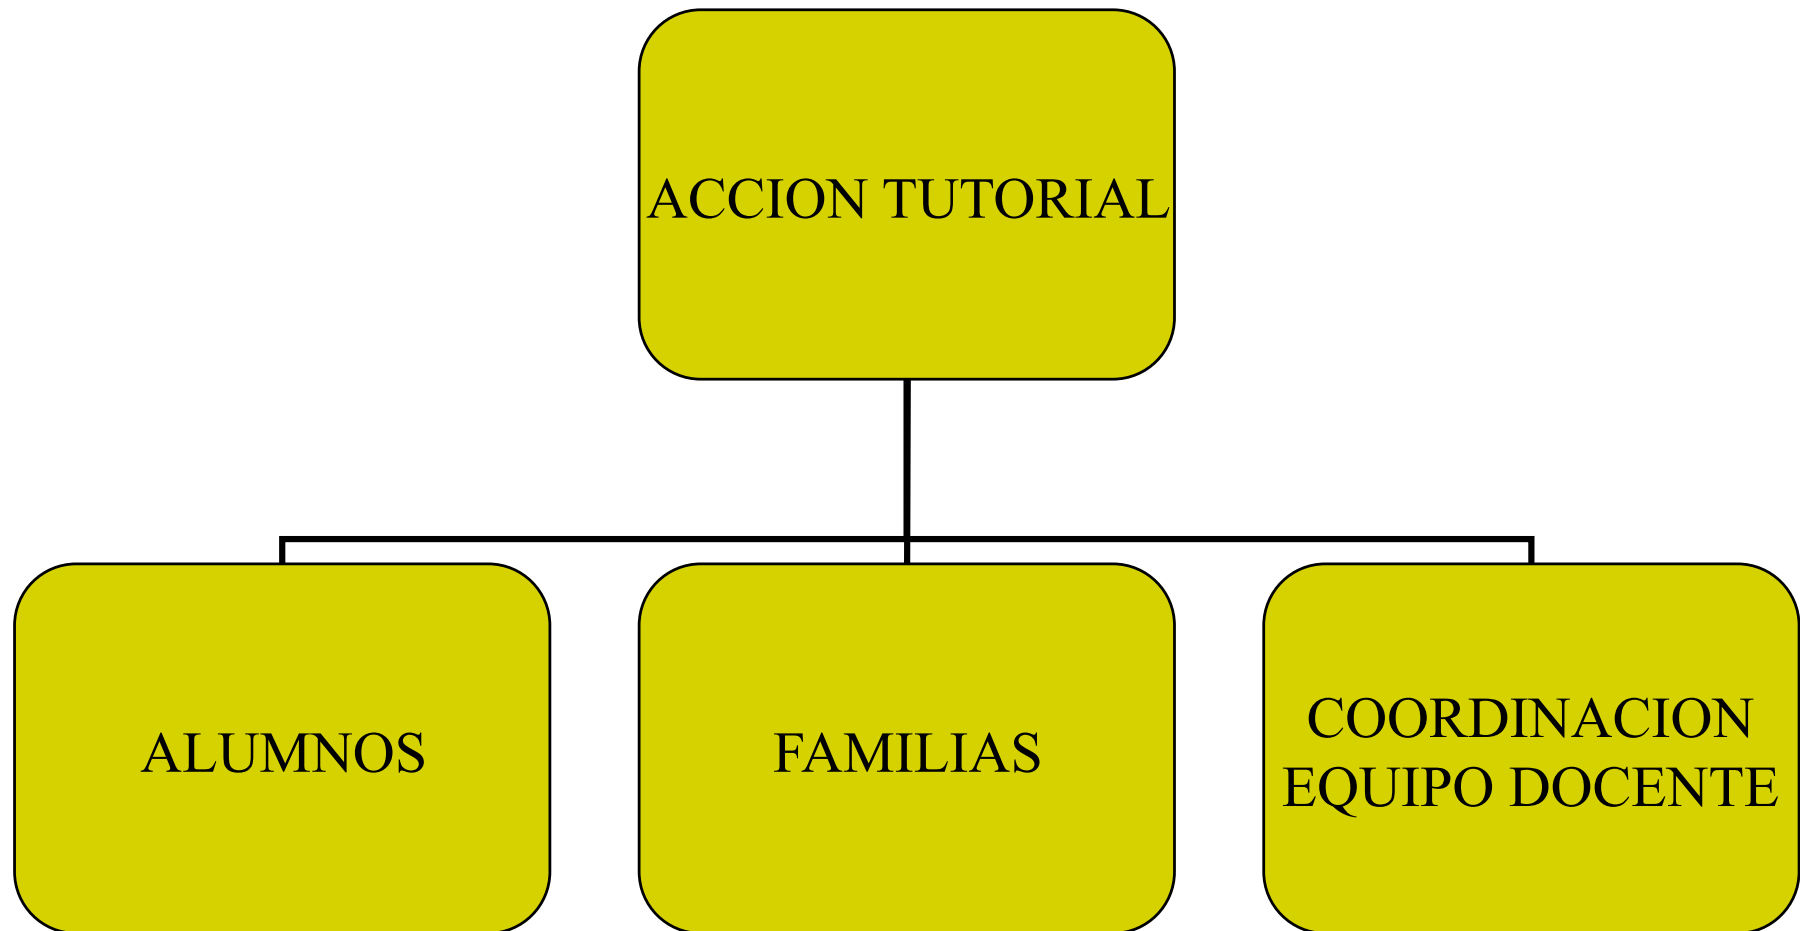 ACCION TUTORIAL
ALUMNOS
FAMILIAS
COORDINACION
EQUIPO DOCENTE